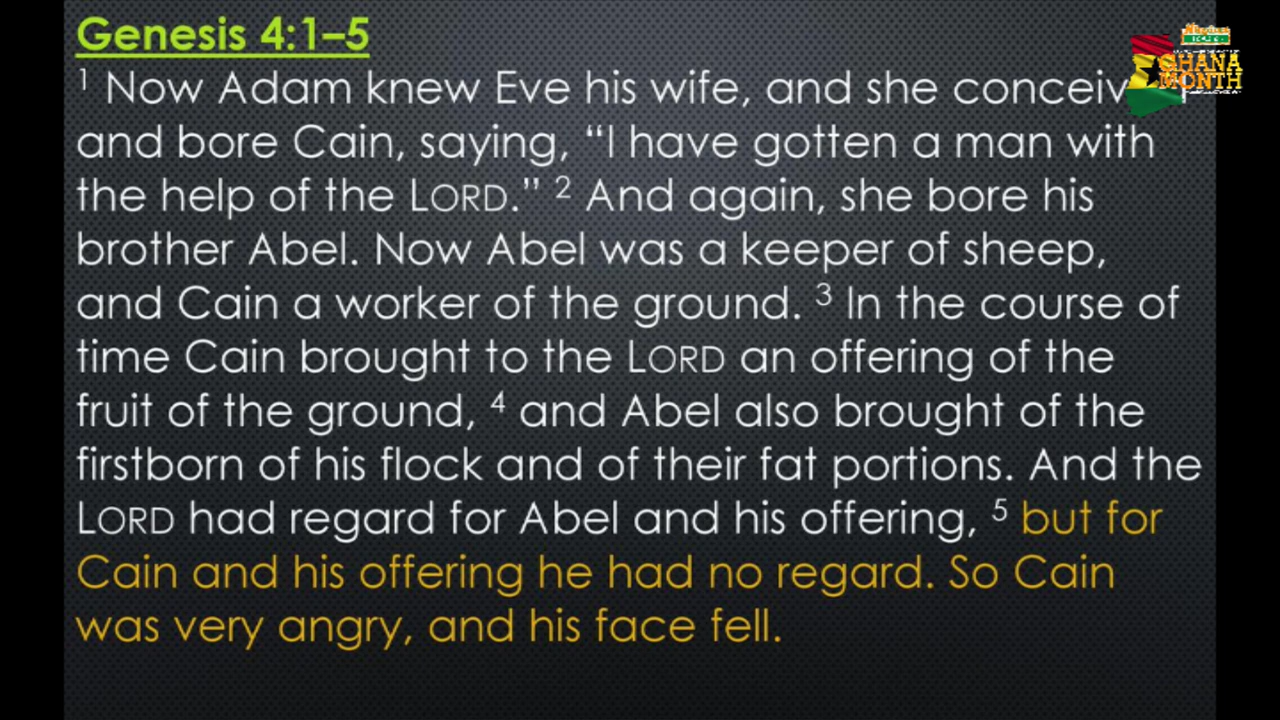 Genesis 4:1–5
¹ Now Adam knew Eve his wife, and she conceiv
and bore Cain, saying, “I have gotten a man with
the help of the LORD.” ² And again, she bore his
brother Abel. Now Abel was a keeper of sheep,
and Cain a worker of the ground. ³ In the course of
time Cain brought to the LORD an offering of the
fruit of the ground, ⁴ and Abel also brought of the
firstborn of his flock and of their fat portions. And the
LORD had regard for Abel and his offering, ⁵ but for
Cain and his offering he had no regard. So Cain
was very angry, and his face fell.
GHANA
MONTH